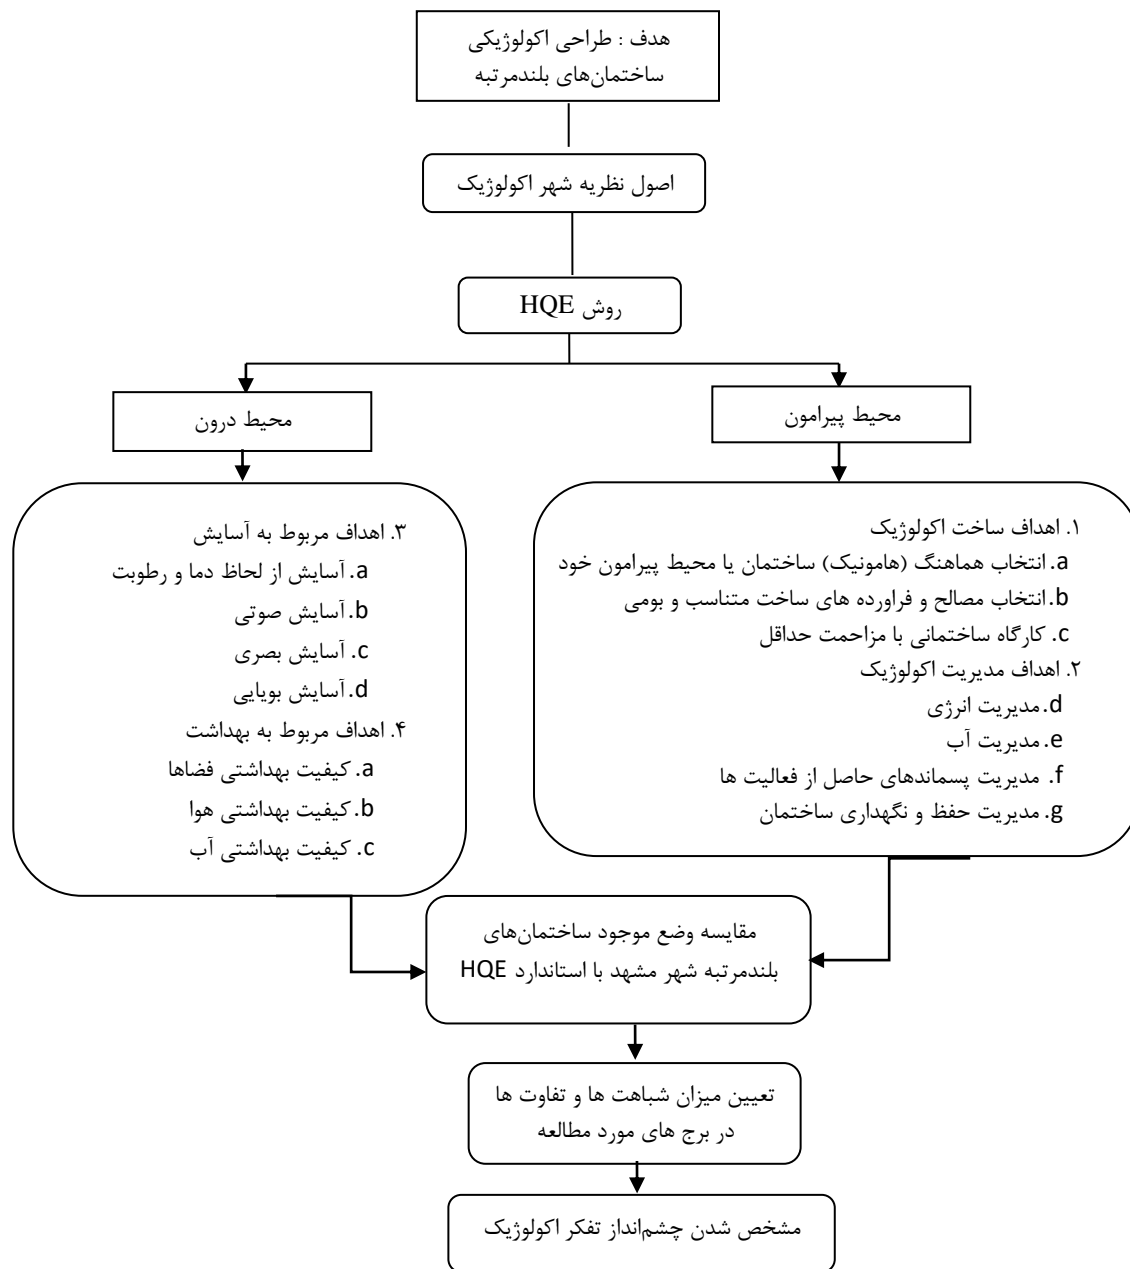 هدف : طراحی اکولوژیکی
ساختمان‌های بلندمرتبه
اصول نظریه شهر اکولوژیک
روش HQE
محیط پیرامون
محیط درون
۱. اهداف ساخت اکولوژیک
a. انتخاب هماهنگ (هامونیک) ساختمان یا محیط پیرامون خود
b. انتخاب مصالح و فراورده های ساخت متناسب و بومی
c. کارگاه ساختمانی با مزاحمت حداقل
۲. اهداف مدیریت اکولوژیک
d. مدیریت انرژی
e. مدیریت آب
f. مدیریت پسماندهای حاصل از فعالیت ها
g. مدیریت حفظ و نگهداری ساختمان
۳. اهداف مربوط به آسایش
a. آسایش از لحاظ دما و رطوبت
b. آسایش صوتی
c. آسایش بصری
d. آسایش بویایی
۴. اهداف مربوط به بهداشت
a. کیفیت بهداشتی فضاها
b. کیفیت بهداشتی هوا
c. کیفیت بهداشتی آب
مقایسه وضع موجود ساختمان‌های
بلندمرتبه شهر مشهد با استاندارد HQE
تعیین میزان شباهت ها و تفاوت ها
در برج های مورد مطالعه
مشخص شدن چشم‌انداز تفکر اکولوژیک